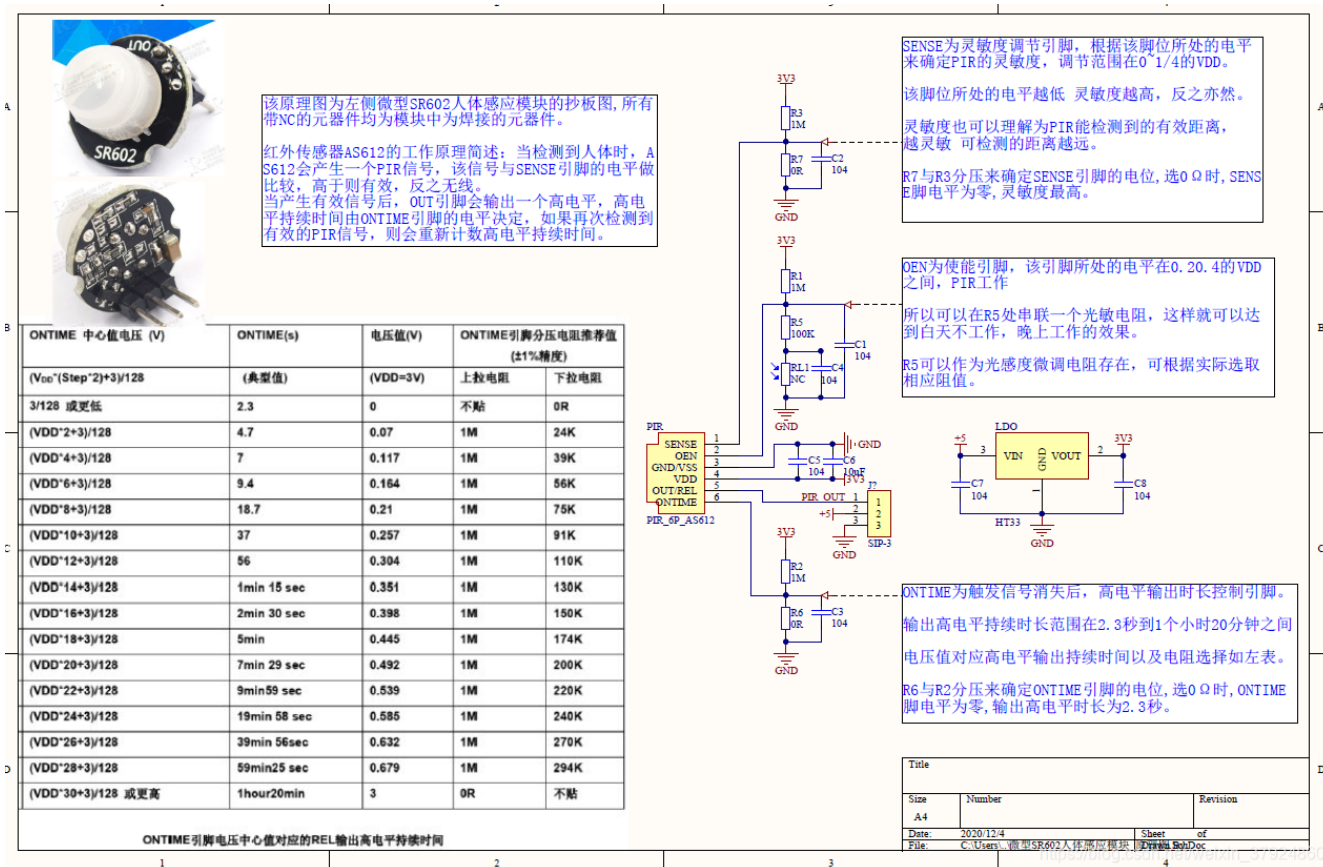 OUT
SR602
该原理图为左侧微型SR602人体感应模块的抄板图,所有
带NC的元器件均为模块中为焊接的元器件。
红外传感器AS612的工作原理简述: 当检测到人体时, A
S612会产生一个PIR信号, 该信号与SENSE引脚的电平做
比较, 高于则有效, 反之无线。
当产生有效信号后, OUT引脚会输出一个高电平, 高电
平持续时间由ONTIME引脚的电平决定, 如果再次检测到
有效的PIR信号, 则会重新计数高电平持续时间。
SENSE为灵敏度调节引脚, 根据该脚位所处的电平
来确定PIR的灵敏度, 调节范围在0~1/4的VDD。
该脚位所处的电平越低 灵敏度越高, 反之亦然。
灵敏度也可以理解为PIR能检测到的有效距离,
越灵敏 可检测的距离越远。
R7与R3分压来确定SENSE引脚的电位,选0Ω时,SENS
E脚电平为零,灵敏度最高。
3V3
R3
1M
R7
0R
C2
104
GND
OEN为使能引脚, 该引脚所处的电平在0.20.4的VDD
之间, PIR工作
所以可以在R5处串联一个光敏电阻, 这样就可以达
到白天不工作, 晚上工作的效果。
R5可以作为光感度微调电阻存在, 可根据实际选取
相应阻值。
3V3
R1
1M
R5
100K
RL1
NC
C4
104
C1
104
GND
ONTIME 中心值电压 (V) ONTIME(s) 电压值(V) ONTIME引脚分压电阻推荐值
(±1%精度)
(VDD*(Step*2)+3)/128 (典型值) (VDD=3V) 上拉电阻 下拉电阻
3/128 或更低 2.3 0 不贴 0R
(VDD*2+3)/128 4.7 0.07 1M 24K
(VDD*4+3)/128 7 0.117 1M 39K
(VDD*6+3)/128 9.4 0.164 1M 56K
(VDD*8+3)/128 18.7 0.21 1M 75K
(VDD*10+3)/128 37 0.257 1M 91K
(VDD*12+3)/128 56 0.304 1M 110K
(VDD*14+3)/128 1min 15 sec 0.351 1M 130K
(VDD*16+3)/128 2min 30 sec 0.398 1M 150K
(VDD*18+3)/128 5min 0.445 1M 174K
(VDD*20+3)/128 7min 29 sec 0.492 1M 200K
(VDD*22+3)/128 9min59 sec 0.539 1M 220K
(VDD*24+3)/128 19min 58 sec 0.585 1M 240K
(VDD*26+3)/128 39min 56sec 0.632 1M 270K
(VDD*28+3)/128 59min25 sec 0.679 1M 294K
(VDD*30+3)/128 或更高 1hour20min 3 0R 不贴
ONTIME引脚电压中心值对应的REL输出高电平持续时间
PIR
SENSE 1
OEN 2
GND/VSS 3
VDD 4
OUT/REL 5
ONTIME 6
PIR_6P_AS612
C5
104
C6
10uF
GND
3V3
J?
PIR_OUT 1 1
+5 2 2
3 3
GND
SIP-3
LDO
+5 3 VIN GND VOUT 2 3V3
1
C7
104
C8
104
HT33
GND
3V3
R2
1M
R6
0R
C3
104
GND
ONTIME为触发信号消失后, 高电平输出时长控制引脚。
输出高电平持续时长范围在2.3秒到1个小时20分钟之间
电压值对应高电平输出持续时间以及电阻选择如左表。
R6与R2分压来确定ONTIME引脚的电位,选0Ω时,ONTIME
脚电平为零,输出高电平时长为2.3秒。
Title
Size Number Revision
A4
Date: 2020/12/4 Sheet of
File: C:\Users\..\微型SR602人体感应模块 Drawn By:
A
B
C
D
A
B
C
D
1 2 3 4